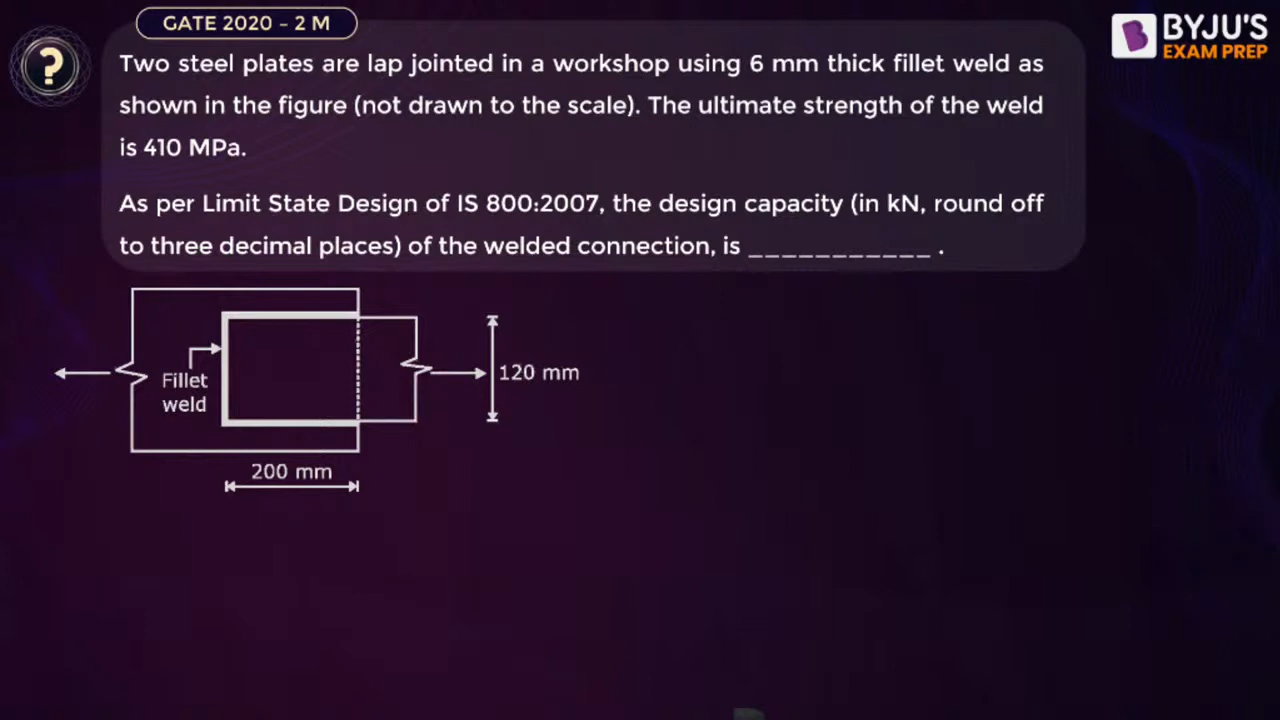 GATE 2020 – 2 M
BYJU'S
EXAM PREP
?
Two steel plates are lap jointed in a workshop using 6 mm thick fillet weld as
shown in the figure (not drawn to the scale). The ultimate strength of the weld
is 410 MPa.
As per Limit State Design of IS 800:2007, the design capacity (in kN, round off
to three decimal places) of the welded connection, is ___________ .
Fillet
weld
120 mm
200 mm